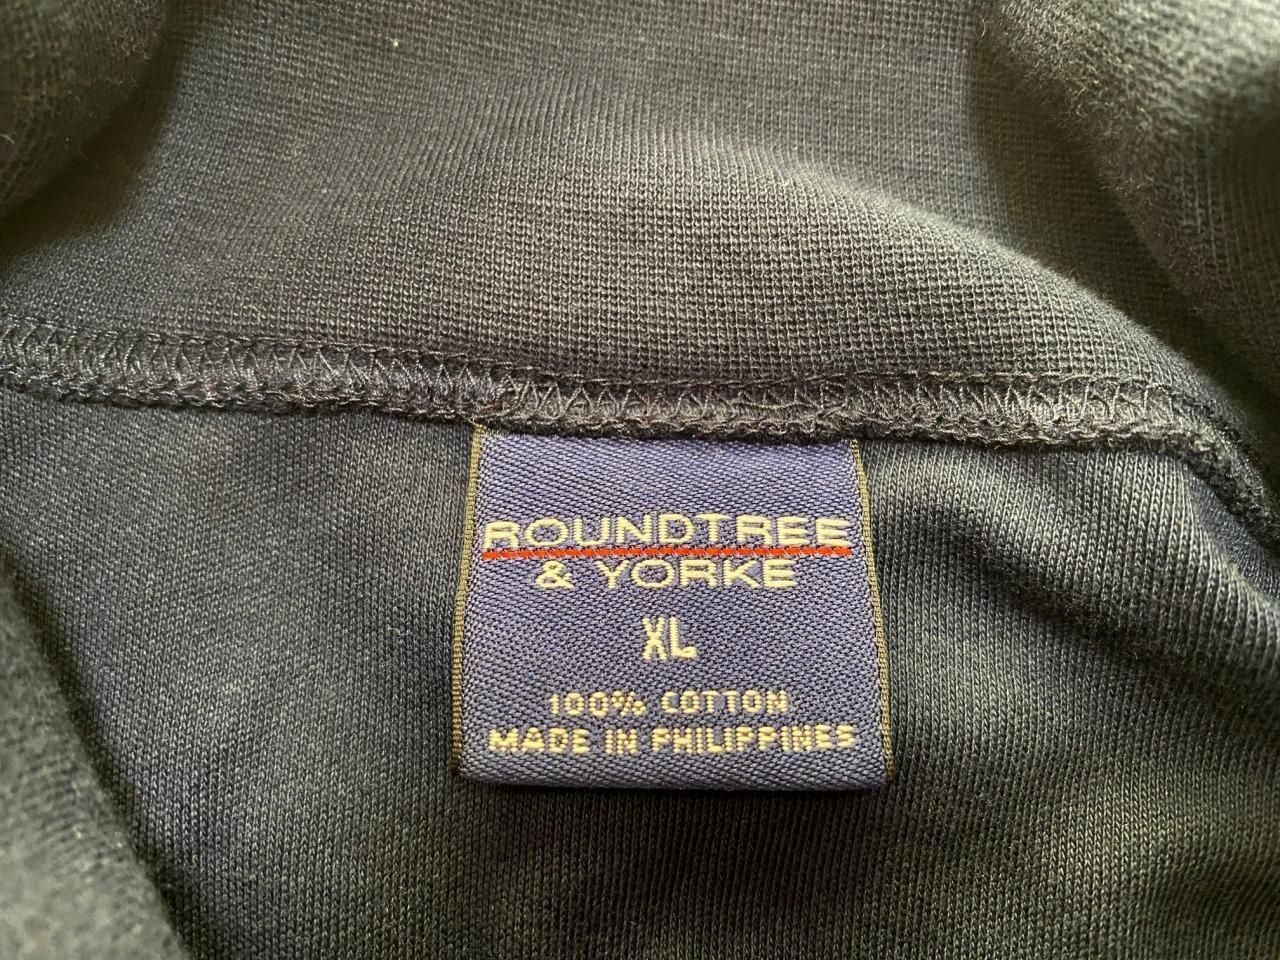 ROUNDTREE
& YORKE
XL
100% COTTON
MADE IN PHILIPPINES